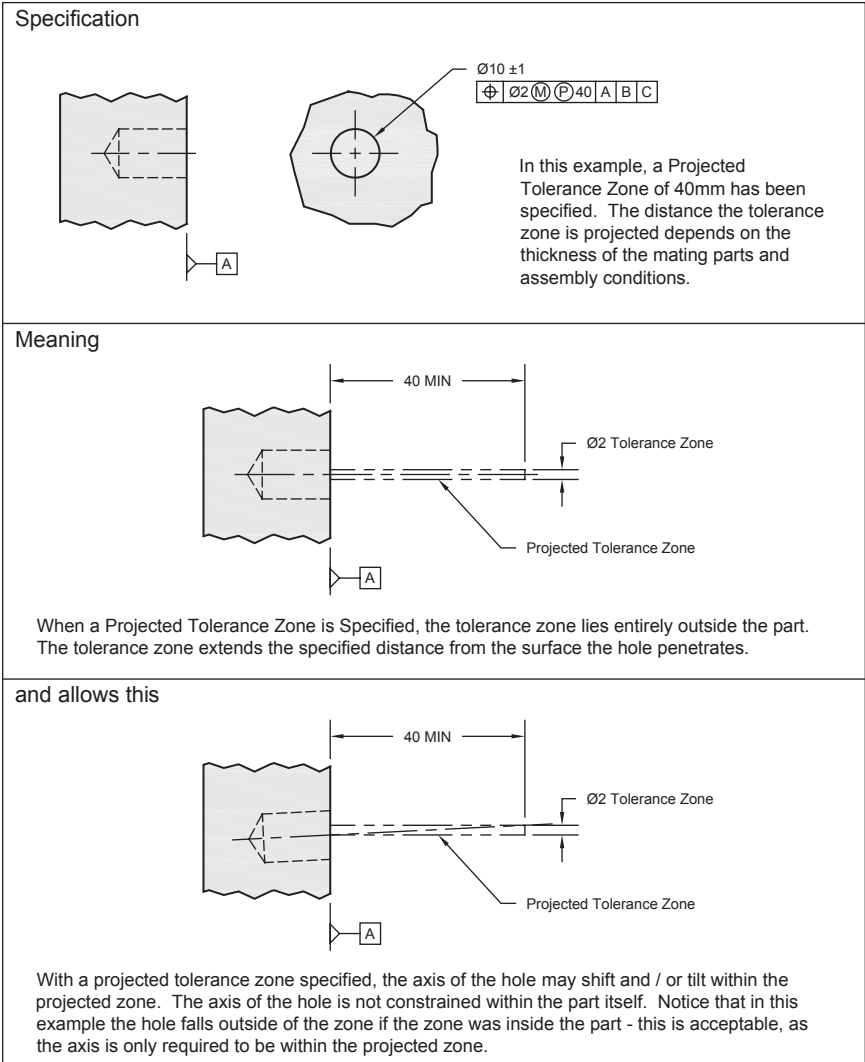 Specification
Ø10 ±1
⌖ Ø2 Ⓜ Ⓟ 40 A B C
In this example, a Projected
Tolerance Zone of 40mm has been
specified. The distance the tolerance
zone is projected depends on the
thickness of the mating parts and
assembly conditions.
A
Meaning
40 MIN
Ø2 Tolerance Zone
Projected Tolerance Zone
A
When a Projected Tolerance Zone is Specified, the tolerance zone lies entirely outside the part.
The tolerance zone extends the specified distance from the surface the hole penetrates.
and allows this
40 MIN
Ø2 Tolerance Zone
Projected Tolerance Zone
A
With a projected tolerance zone specified, the axis of the hole may shift and / or tilt within the
projected zone. The axis of the hole is not constrained within the part itself. Notice that in this
example the hole falls outside of the zone if the zone was inside the part - this is acceptable, as
the axis is only required to be within the projected zone.